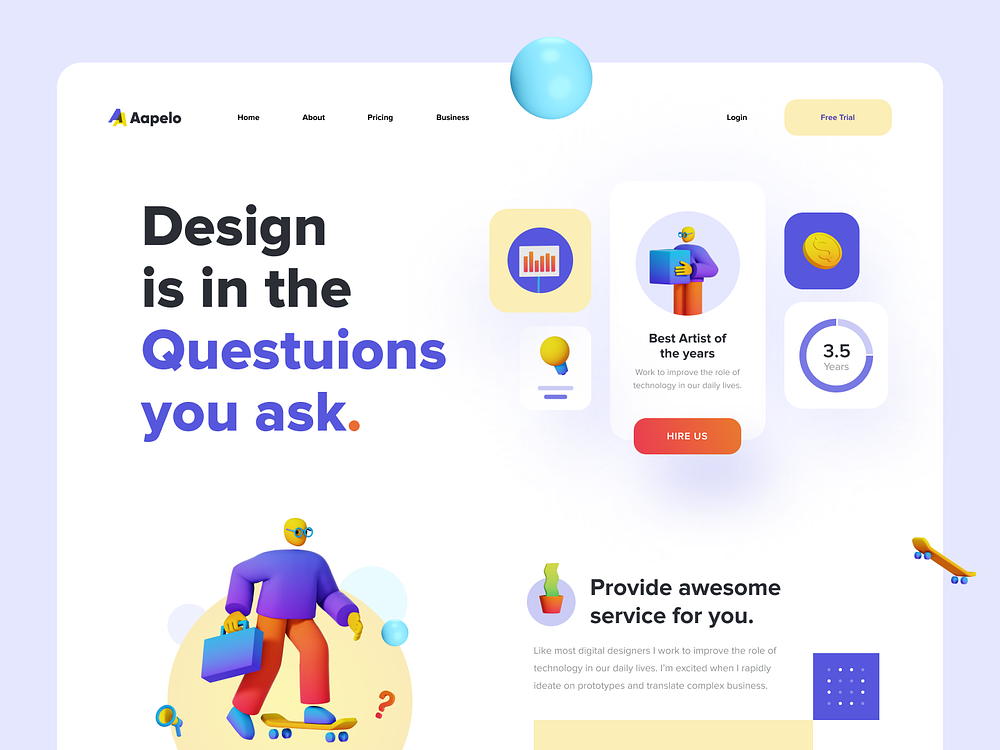 Aapelo
Home
About
Pricing
Business
Login
Free Trial
Design
is in the
Questuions
you ask.
Best Artist of
the years
Work to improve the role of
technology in our daily lives.
HIRE US
$
3.5
Years
?
Provide awesome
service for you.
Like most digital designers I work to improve the role of
technology in our daily lives. I'm excited when I rapidly
ideate on prototypes and translate complex business.